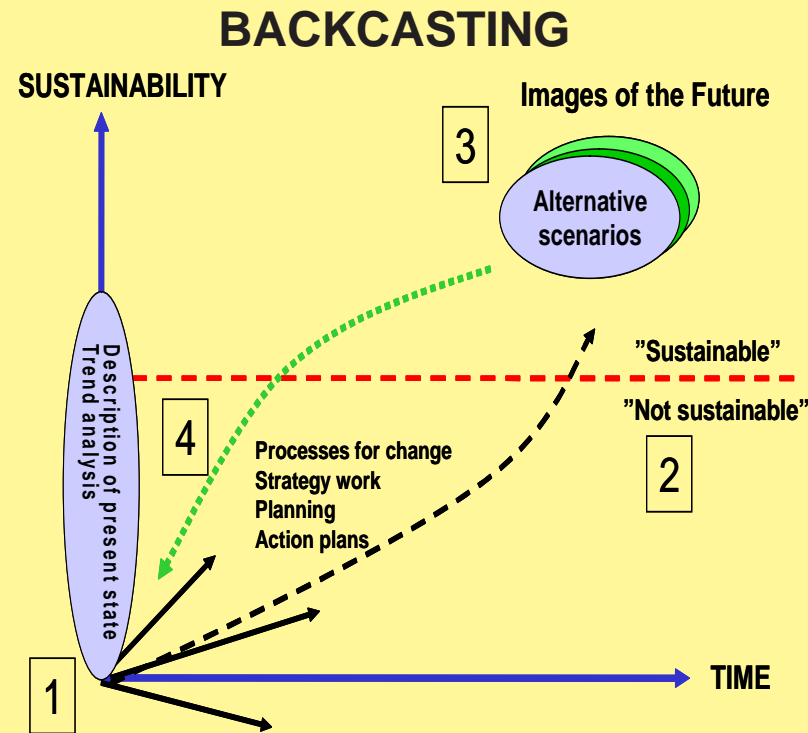 BACKCASTING
SUSTAINABILITY
Images of the Future
3
Alternative
scenarios
Description of present state
Trend analysis
”Sustainable”
”Not sustainable”
4
2
Processes for change
Strategy work
Planning
Action plans
1
TIME